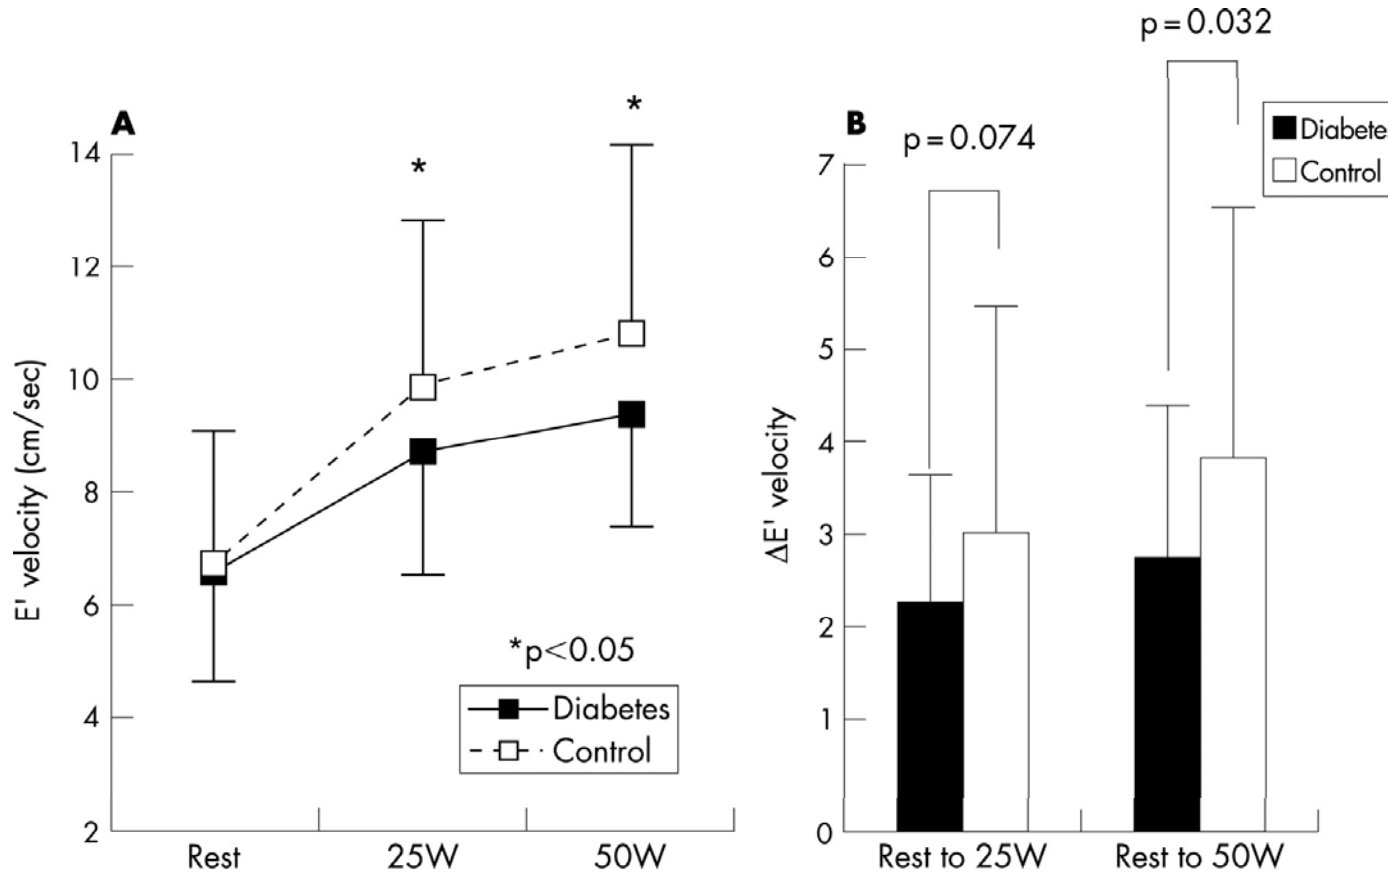 p=0.032
A
B
*
*
p=0.074
Diabetes
Control
14
12
10
8
6
4
2
E' velocity (cm/sec)
*p<0.05
Diabetes
Control
Rest
25W
50W
7
6
5
4
3
2
1
0
ΔE' velocity
Rest to 25W
Rest to 50W